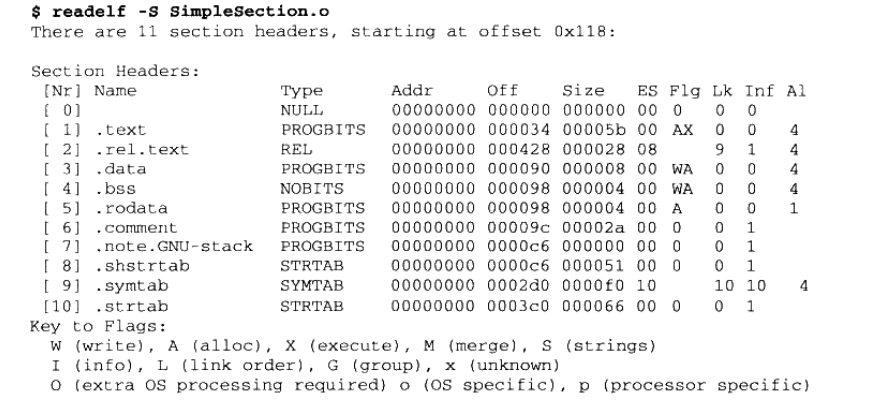 $ readelf -S SimpleSection.o
There are 11 section headers, starting at offset 0x118:
Section Headers:
[Nr] Name Type Addr Off Size ES Flg Lk Inf Al
[ 0] NULL 00000000 000000 000000 00 0 0 0
[ 1] .text PROGBITS 00000000 000034 00005b 00 AX 0 0 4
[ 2] .rel.text REL 00000000 000428 000028 08 9 1 4
[ 3] .data PROGBITS 00000000 000090 000008 00 WA 0 0 4
[ 4] .bss NOBITS 00000000 000098 000004 00 WA 0 0 4
[ 5] .rodata PROGBITS 00000000 000098 000004 00 A 0 0 1
[ 6] .comment PROGBITS 00000000 00009c 00002a 00 0 0 1
[ 7] .note.GNU-stack PROGBITS 00000000 0000c6 000000 00 0 0 1
[ 8] .shstrtab STRTAB 00000000 0000c6 000051 00 0 0 1
[ 9] .symtab SYMTAB 00000000 0002d0 0000f0 10 10 10 4
[10] .strtab STRTAB 00000000 0003c0 000066 00 0 0 1
Key to Flags:
W (write), A (alloc), X (execute), M (merge), S (strings)
I (info), L (link order), G (group), x (unknown)
O (extra OS processing required) o (OS specific), p (processor specific)